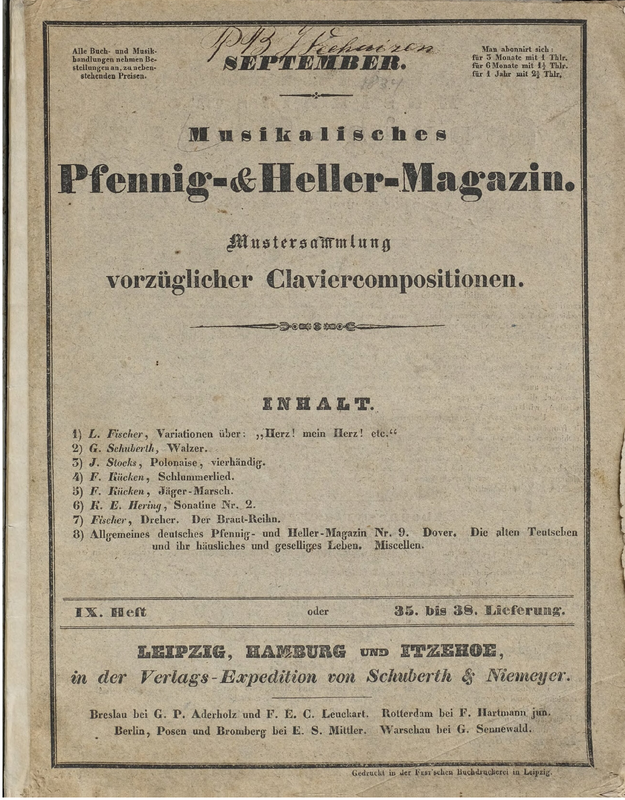 Alle Buch- und Musik-
handlungen nehmen Be-
stellungen an, zu neben-
stehenden Preisen.
SEPTEMBER.
1834
Man abonnirt sich:
für 3 Monate mit 1 Thlr.
für 6 Monate mit 1½ Thlr.
für 1 Jahr mit 2⅔ Thlr.
Musikalisches
Pfennig-&Heller-Magazin.
Mustersammlung
vorzüglicher Claviercompositionen.
INHALT.
1) L. Fischer, Variationen über: „Herz! mein Herz! etc.“
2) G. Schuberth, Walzer.
3) J. Stocks, Polonaise, vierhändig.
4) F. Kücken, Schlummerlied.
5) F. Kücken, Jäger-Marsch.
6) K. E. Hering, Sonatine Nr. 2.
7) Fischer, Dreher. Der Braut-Reihn.
8) Allgemeines deutsches Pfennig- und Heller-Magazin Nr. 9. Dover. Die alten Teutschen
und ihr häusliches und geselliges Leben. Miscellen.
IX. Heft oder 35. bis 38. Lieferung.
LEIPZIG, HAMBURG UND ITZEHOE,
in der Verlags-Expedition von Schuberth & Niemeyer.
Breslau bei G. P. Aderholz und F. E. C. Leuckart. Rotterdam bei F. Hartmann jun.
Berlin, Posen und Bromberg bei E. S. Mittler. Warschau bei G. Sennewald.
Gedruckt in der Fest'schen Buchdruckerei in Leipzig.